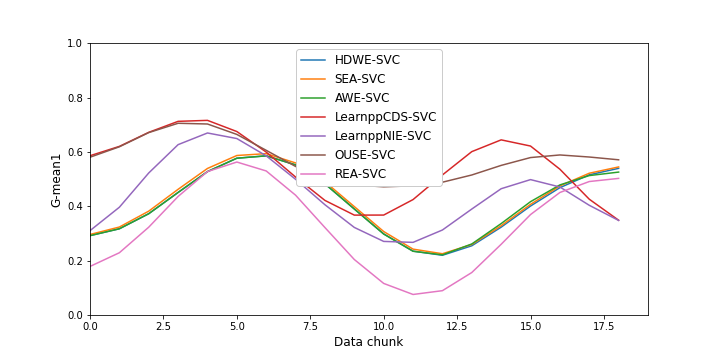 1.0
0.8
0.6
0.4
0.2
0.0
G-mean1
HDWE-SVC
SEA-SVC
AWE-SVC
LearnppCDS-SVC
LearnppNIE-SVC
OUSE-SVC
REA-SVC
0.0 2.5 5.0 7.5 10.0 12.5 15.0 17.5
Data chunk